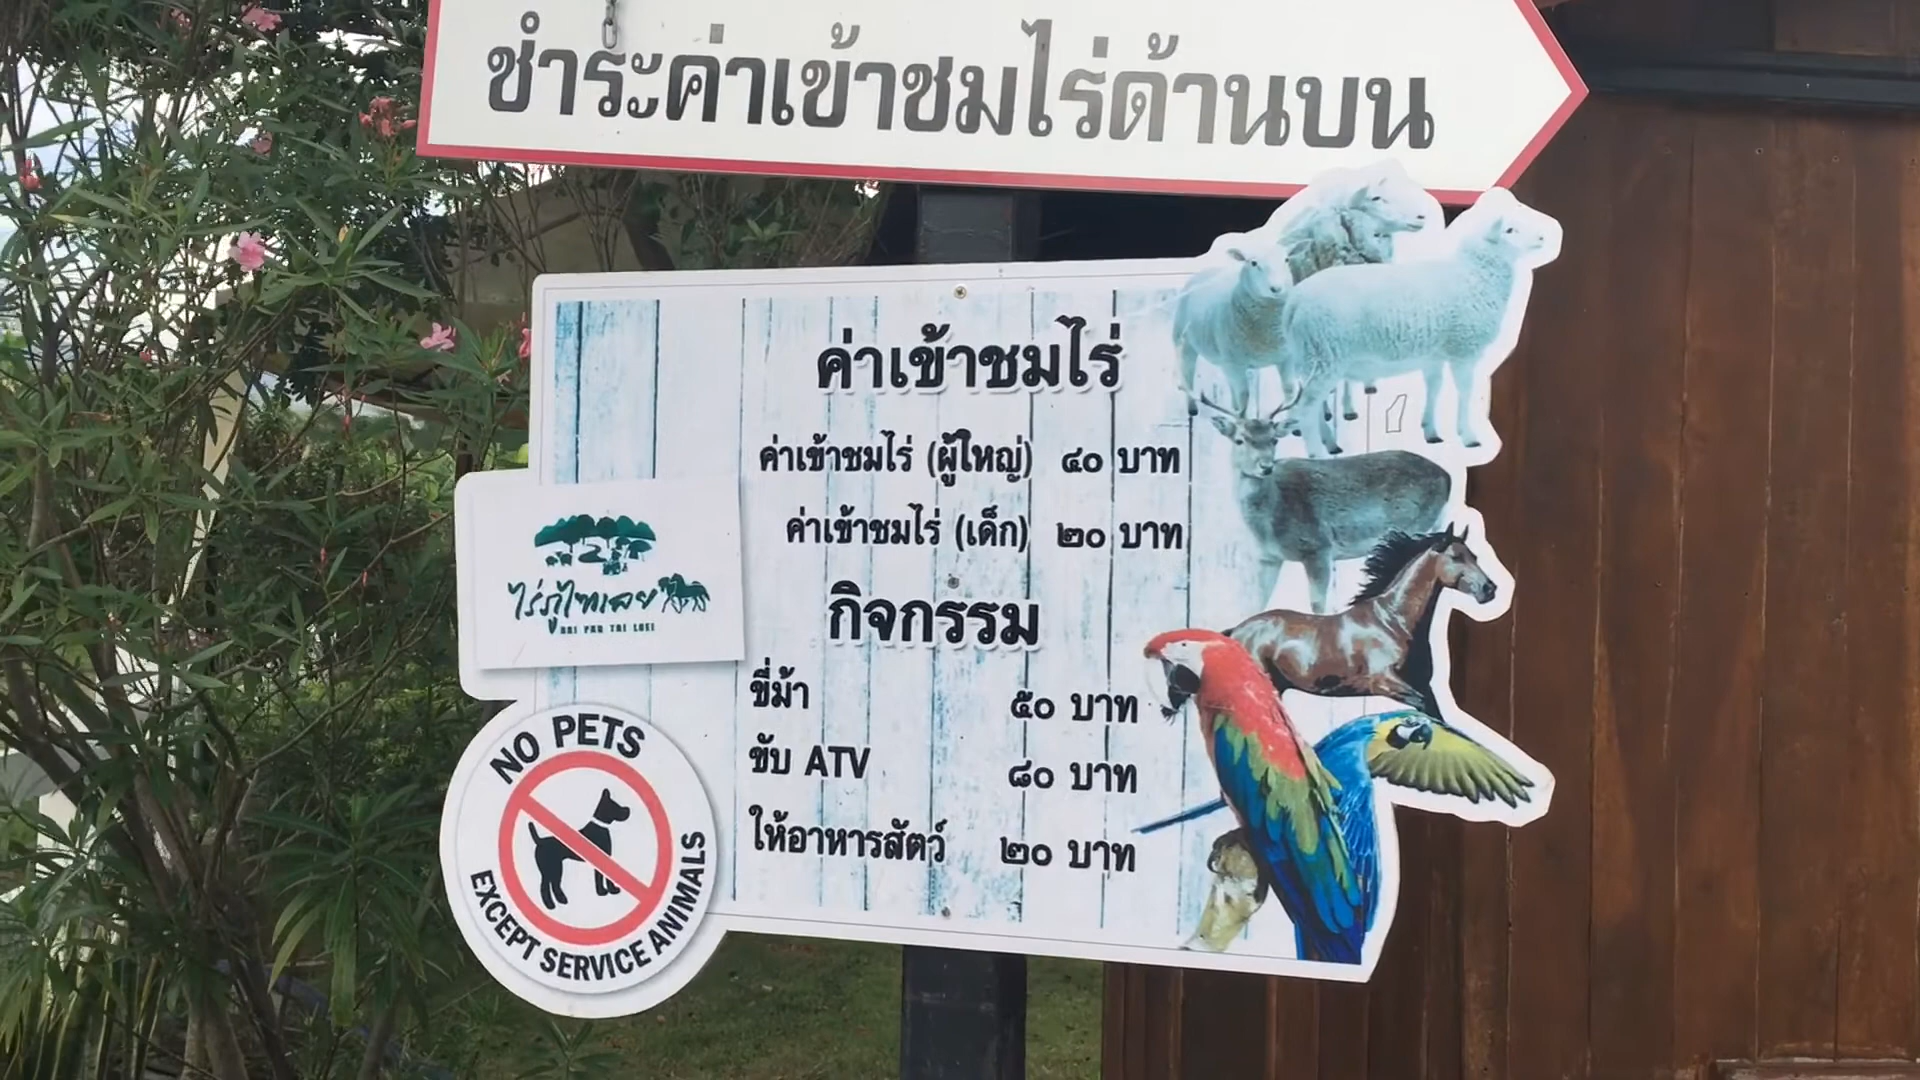 ชำระค่าเข้าชมไร่ด้านบน
ค่าเข้าชมไร่
ค่าเข้าชมไร่ (ผู้ใหญ่) ๔๐ บาท
ค่าเข้าชมไร่ (เด็ก) ๒๐ บาท
ไร่ภูไทเลย
RAI PHU TAI LOEI
กิจกรรม
ขี่ม้า ๕๐ บาท
ขับ ATV ๘๐ บาท
ให้อาหารสัตว์ ๒๐ บาท
NO PETS
EXCEPT SERVICE ANIMALS